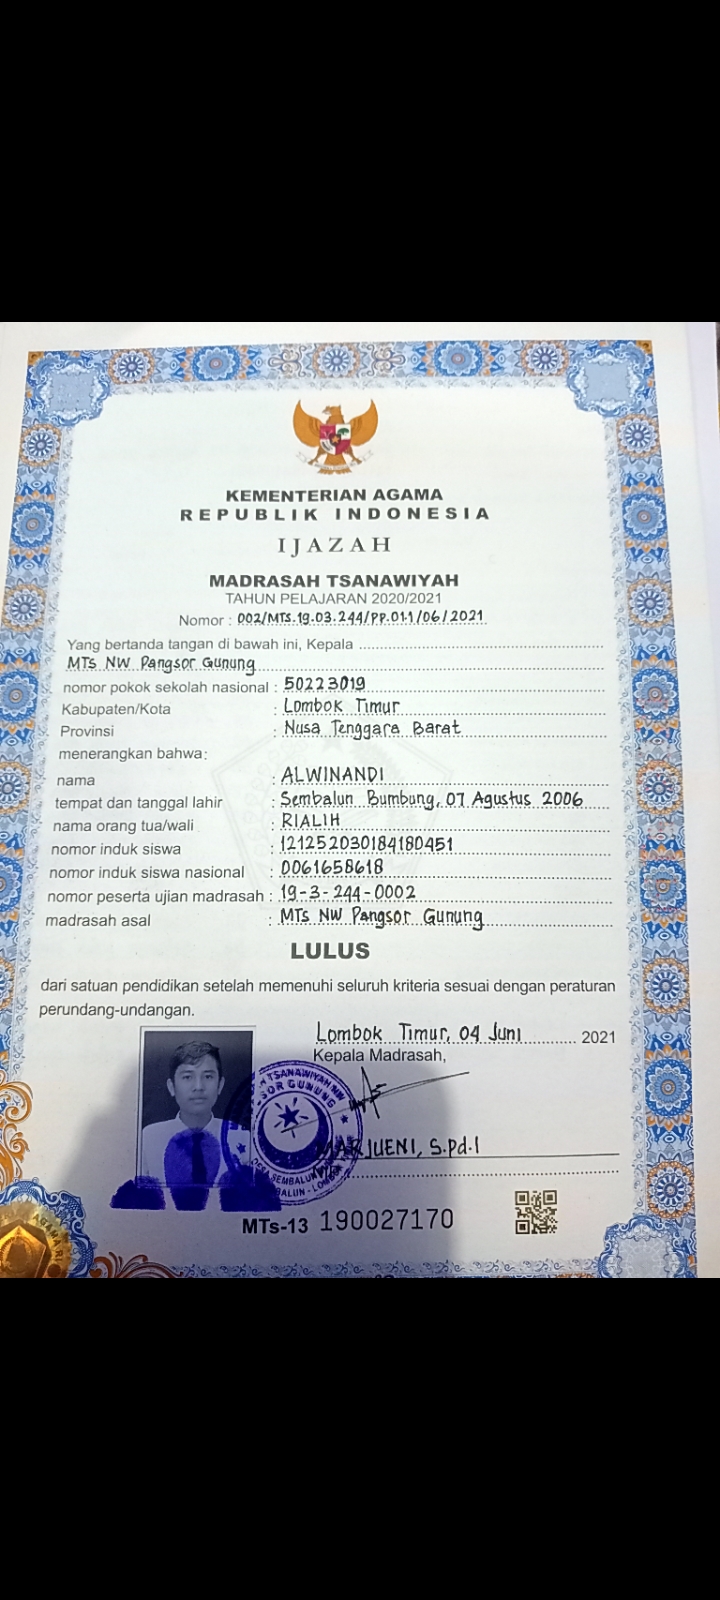 KEMENTERIAN AGAMA
REPUBLIK INDONESIA
IJAZAH
MADRASAH TSANAWIYAH
TAHUN PELAJARAN 2020/2021
Nomor : 002/MTs.19.03.244/PP.01.1/06/2021
Yang bertanda tangan di bawah ini, Kepala
MTs NW Pangsor Gunung
nomor pokok sekolah nasional : 50223019
Kabupaten/Kota : Lombok Timur
Provinsi : Nusa Tenggara Barat
menerangkan bahwa:
nama : ALWINANDI
tempat dan tanggal lahir : Sembalun Bumbung, 07 Agustus 2006
nama orang tua/wali : RIALIH
nomor induk siswa : 121252030184180451
nomor induk siswa nasional : 0061658618
nomor peserta ujian madrasah : 19-3-244-0002
madrasah asal : MTs NW Pangsor Gunung
LULUS
dari satuan pendidikan setelah memenuhi seluruh kriteria sesuai dengan peraturan
perundang-undangan.
Lombok Timur, 04 Juni 2021
Kepala Madrasah,
TSANAWIYAH NW
GUNUNG
MARJUENI, S.Pd.I
SEMBALUN
MTs-13 190027170